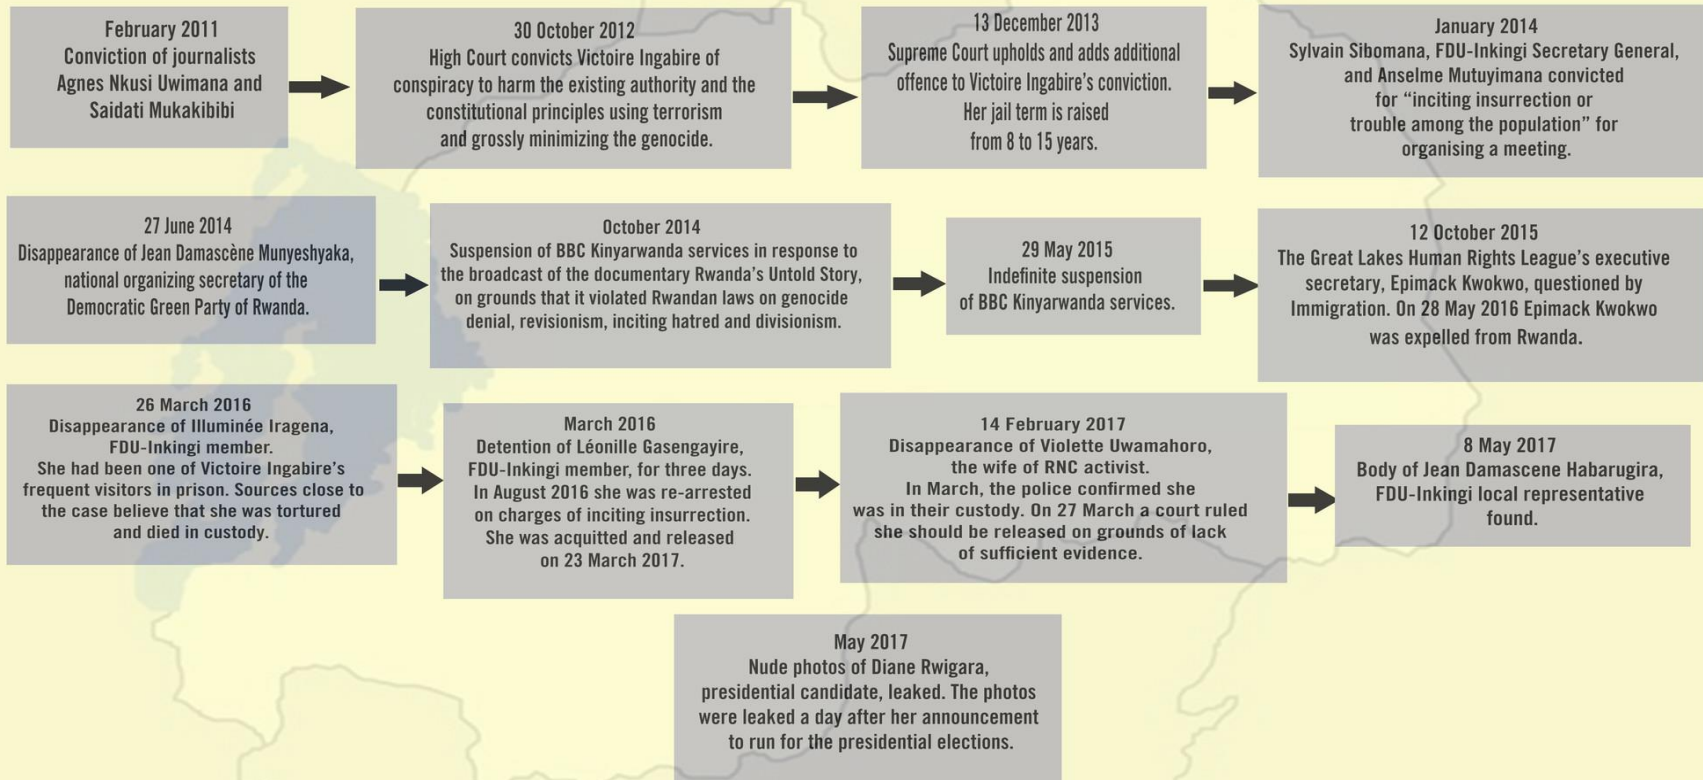 February 2011
Conviction of journalists
Agnes Nkusi Uwimana and
Saidati Mukakibibi
30 October 2012
High Court convicts Victoire Ingabire of
conspiracy to harm the existing authority and the
constitutional principles using terrorism
and grossly minimizing the genocide.
13 December 2013
Supreme Court upholds and adds additional
offence to Victoire Ingabire's conviction.
Her jail term is raised
from 8 to 15 years.
January 2014
Sylvain Sibomana, FDU-Inkingi Secretary General,
and Anselme Mutuyimana convicted
for “inciting insurrection or
trouble among the population” for
organising a meeting.
27 June 2014
Disappearance of Jean Damascène Munyeshyaka,
national organizing secretary of the
Democratic Green Party of Rwanda.
October 2014
Suspension of BBC Kinyarwanda services in response to
the broadcast of the documentary Rwanda's Untold Story,
on grounds that it violated Rwandan laws on genocide
denial, revisionism, inciting hatred and divisionism.
29 May 2015
Indefinite suspension
of BBC Kinyarwanda services.
12 October 2015
The Great Lakes Human Rights League's executive
secretary, Epimack Kwokwo, questioned by
Immigration. On 28 May 2016 Epimack Kwokwo
was expelled from Rwanda.
26 March 2016
Disappearance of Illuminée Iragena,
FDU-Inkingi member.
She had been one of Victoire Ingabire's
frequent visitors in prison. Sources close to
the case believe that she was tortured
and died in custody.
March 2016
Detention of Léonille Gasengayire,
FDU-Inkingi member, for three days.
In August 2016 she was re-arrested
on charges of inciting insurrection.
She was acquitted and released
on 23 March 2017.
14 February 2017
Disappearance of Violette Uwamahoro,
the wife of RNC activist.
In March, the police confirmed she
was in their custody. On 27 March a court ruled
she should be released on grounds of lack
of sufficient evidence.
8 May 2017
Body of Jean Damascene Habarugira,
FDU-Inkingi local representative
found.
May 2017
Nude photos of Diane Rwigara,
presidential candidate, leaked. The photos
were leaked a day after her announcement
to run for the presidential elections.